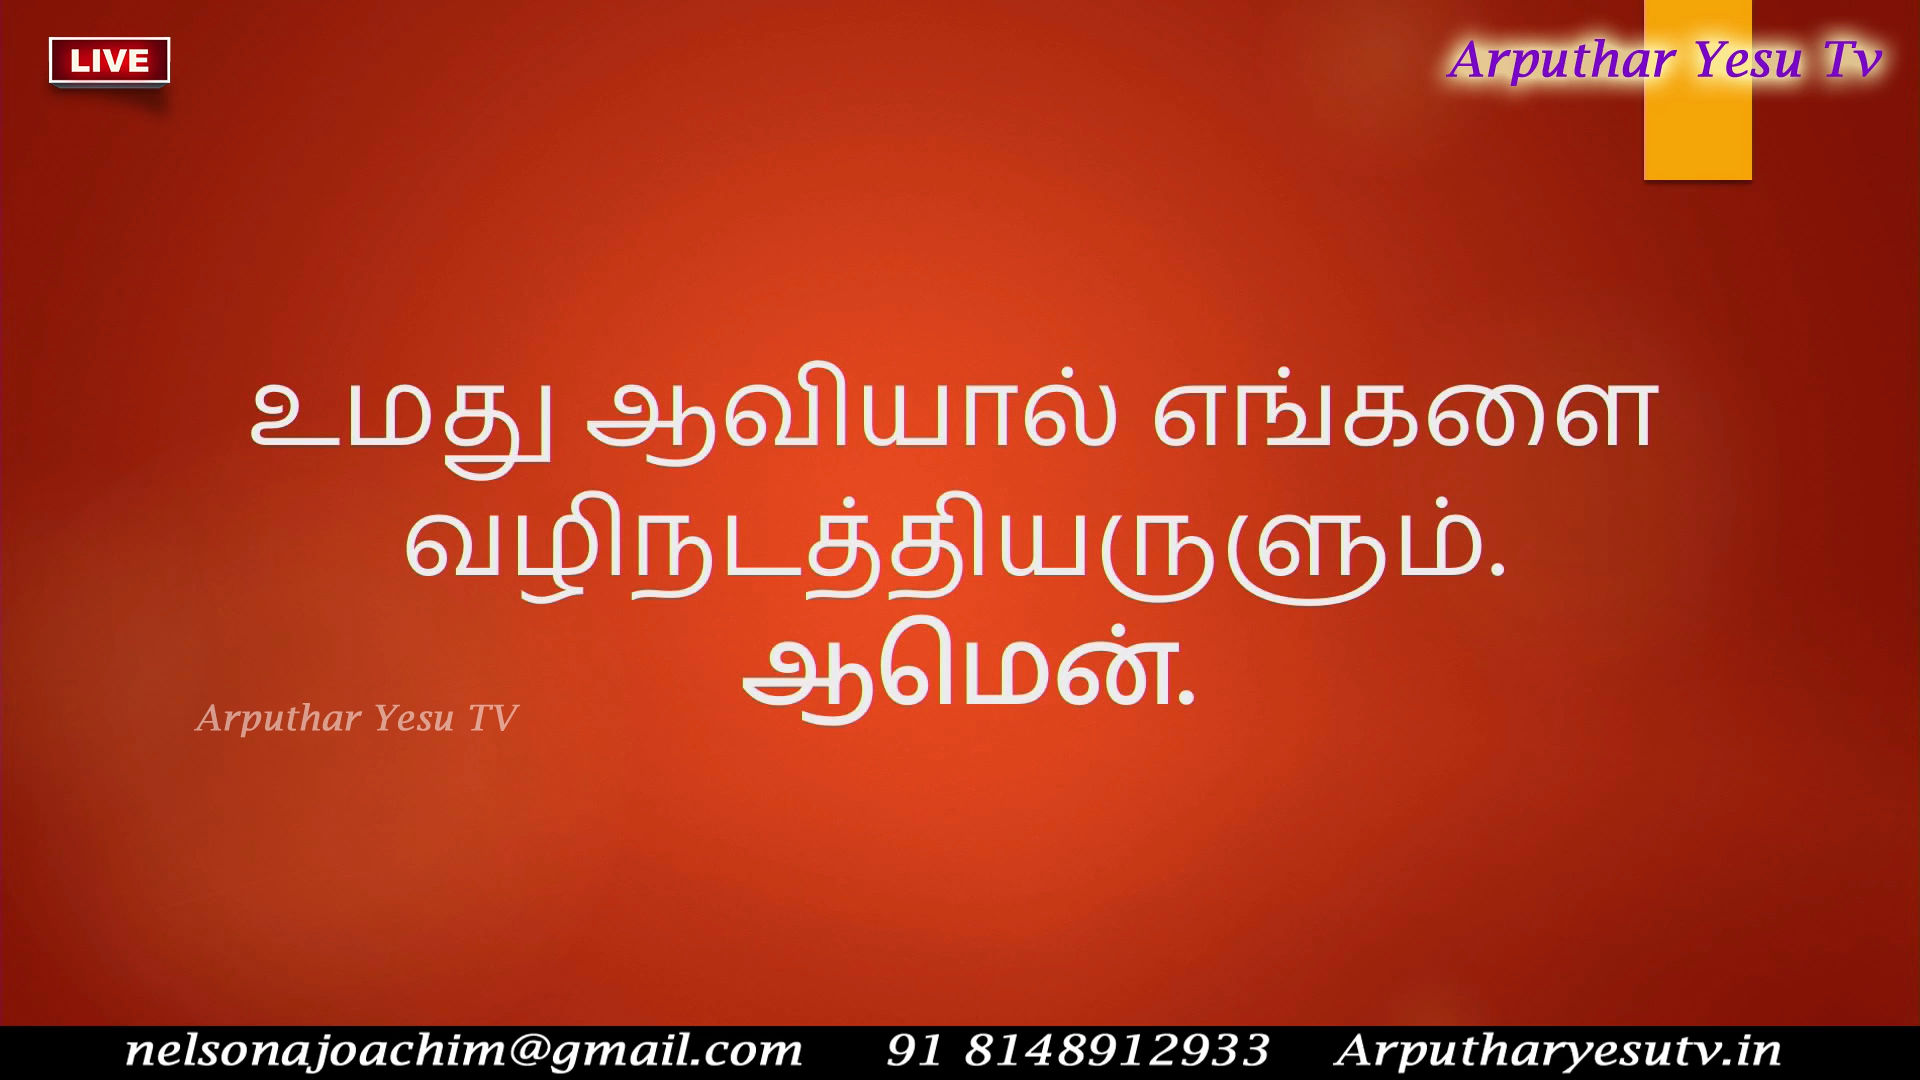 LIVE
Arputhar Yesu Tv
உமது ஆவியால் எங்களை
வழிநடத்தியருளும்.
ஆமென்.
Arputhar Yesu TV
nelsonajoachim@gmail.com 91 8148912933 Arputharyesutv.in